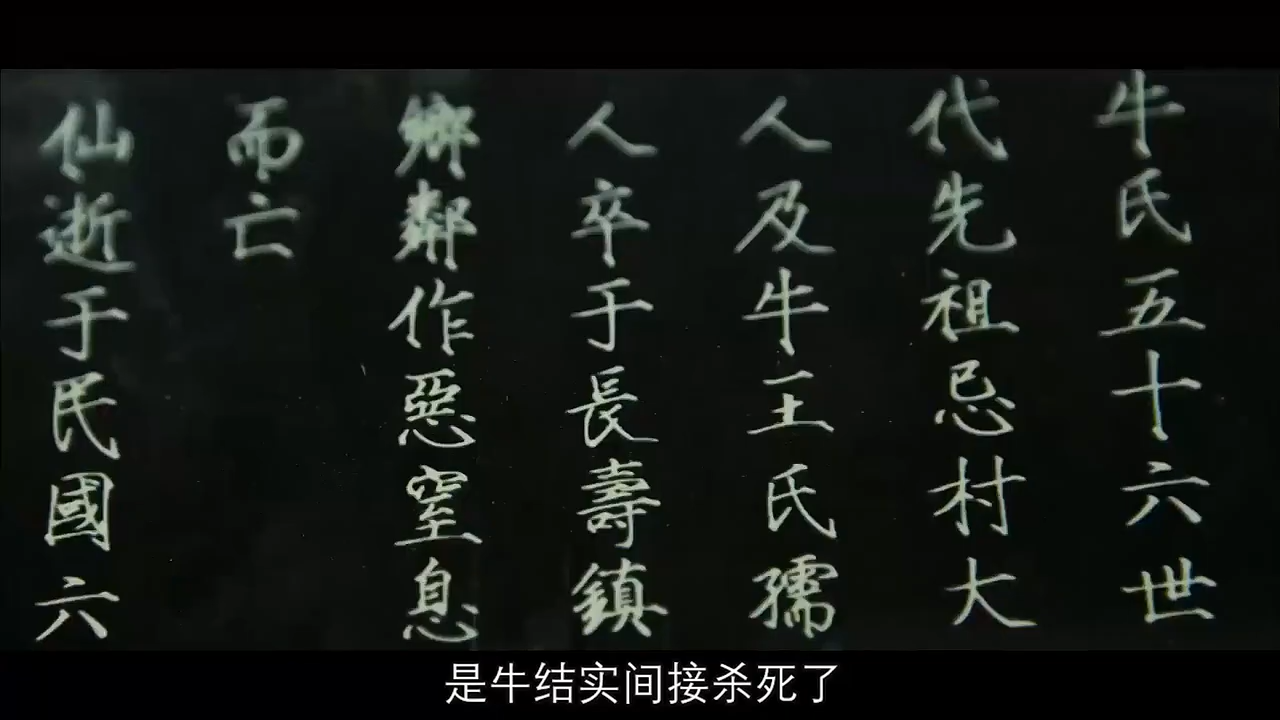 牛氏五十六世
代先祖忌村大
人及牛王氏孺
人卒于長壽鎮
鄉鄰作惡窒息
而亡
仙逝于民國六
是牛结实间接杀死了